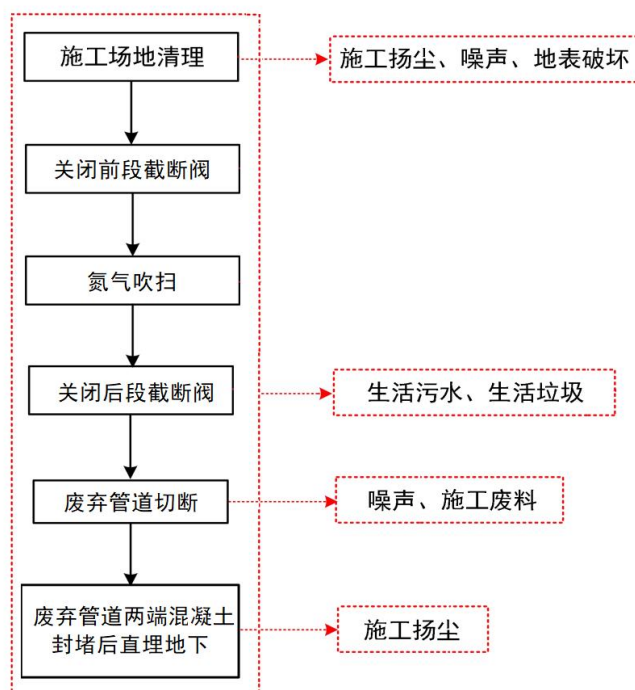 施工场地清理
施工扬尘、噪声、地表破坏
关闭前段截断阀
氮气吹扫
关闭后段截断阀
生活污水、生活垃圾
废弃管道切断
噪声、施工废料
废弃管道两端混凝土
封堵后直埋地下
施工扬尘